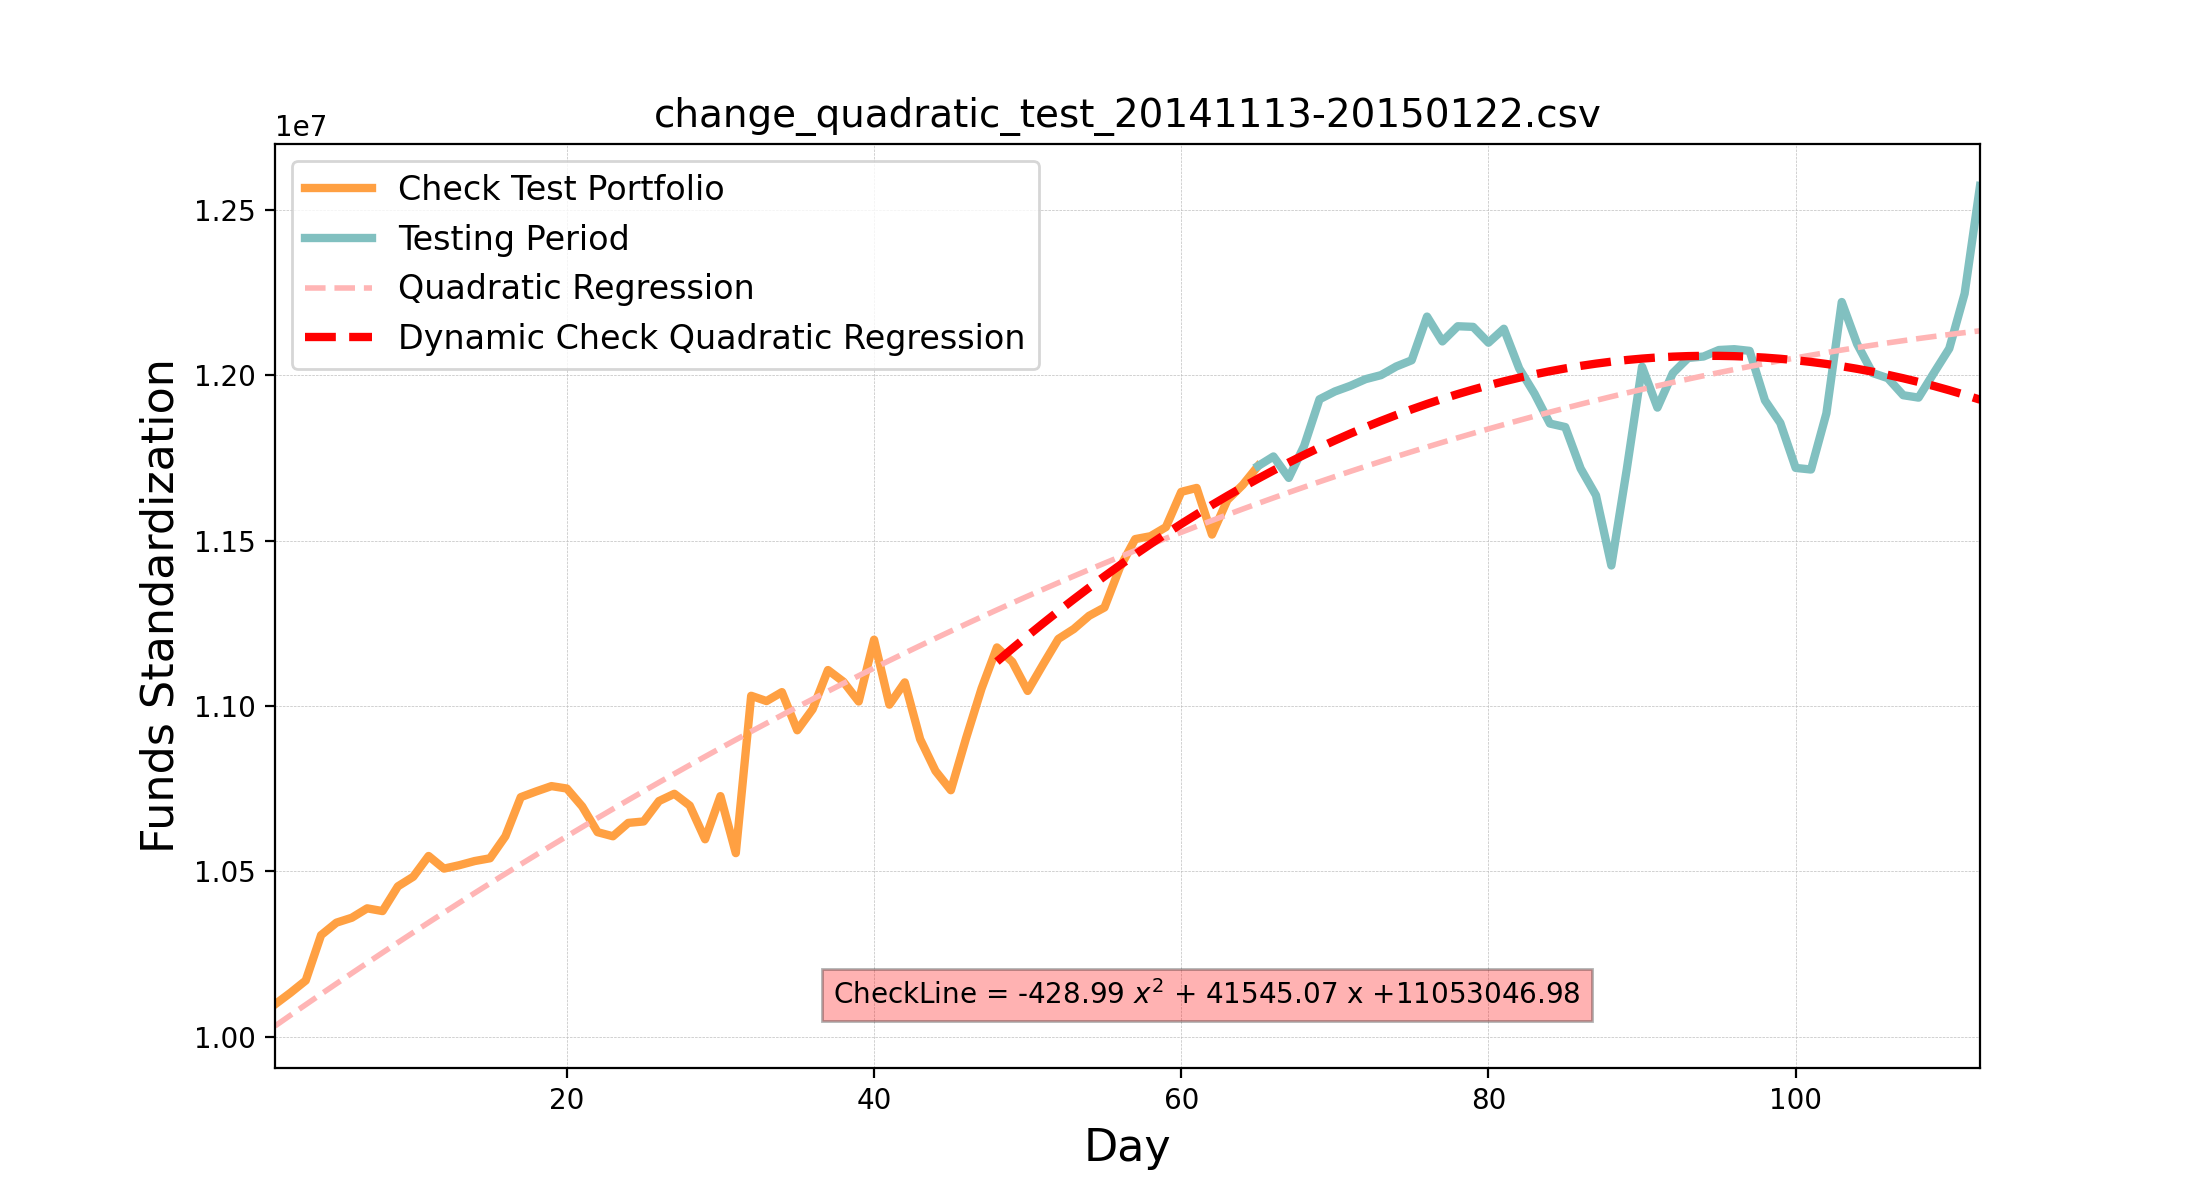 change_quadratic_test_20141113-20150122.csv
1e7
Check Test Portfolio
Testing Period
Quadratic Regression
Dynamic Check Quadratic Regression
1.25
1.20
1.15
1.10
1.05
1.00
Funds Standardization
CheckLine = -428.99 x² + 41545.07 x +11053046.98
20 40 60 80 100
Day